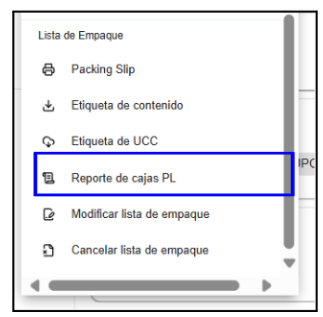 Lista de Empaque
Packing Slip
Etiqueta de contenido
Etiqueta de UCC
Reporte de cajas PL
Modificar lista de empaque
Cancelar lista de empaque